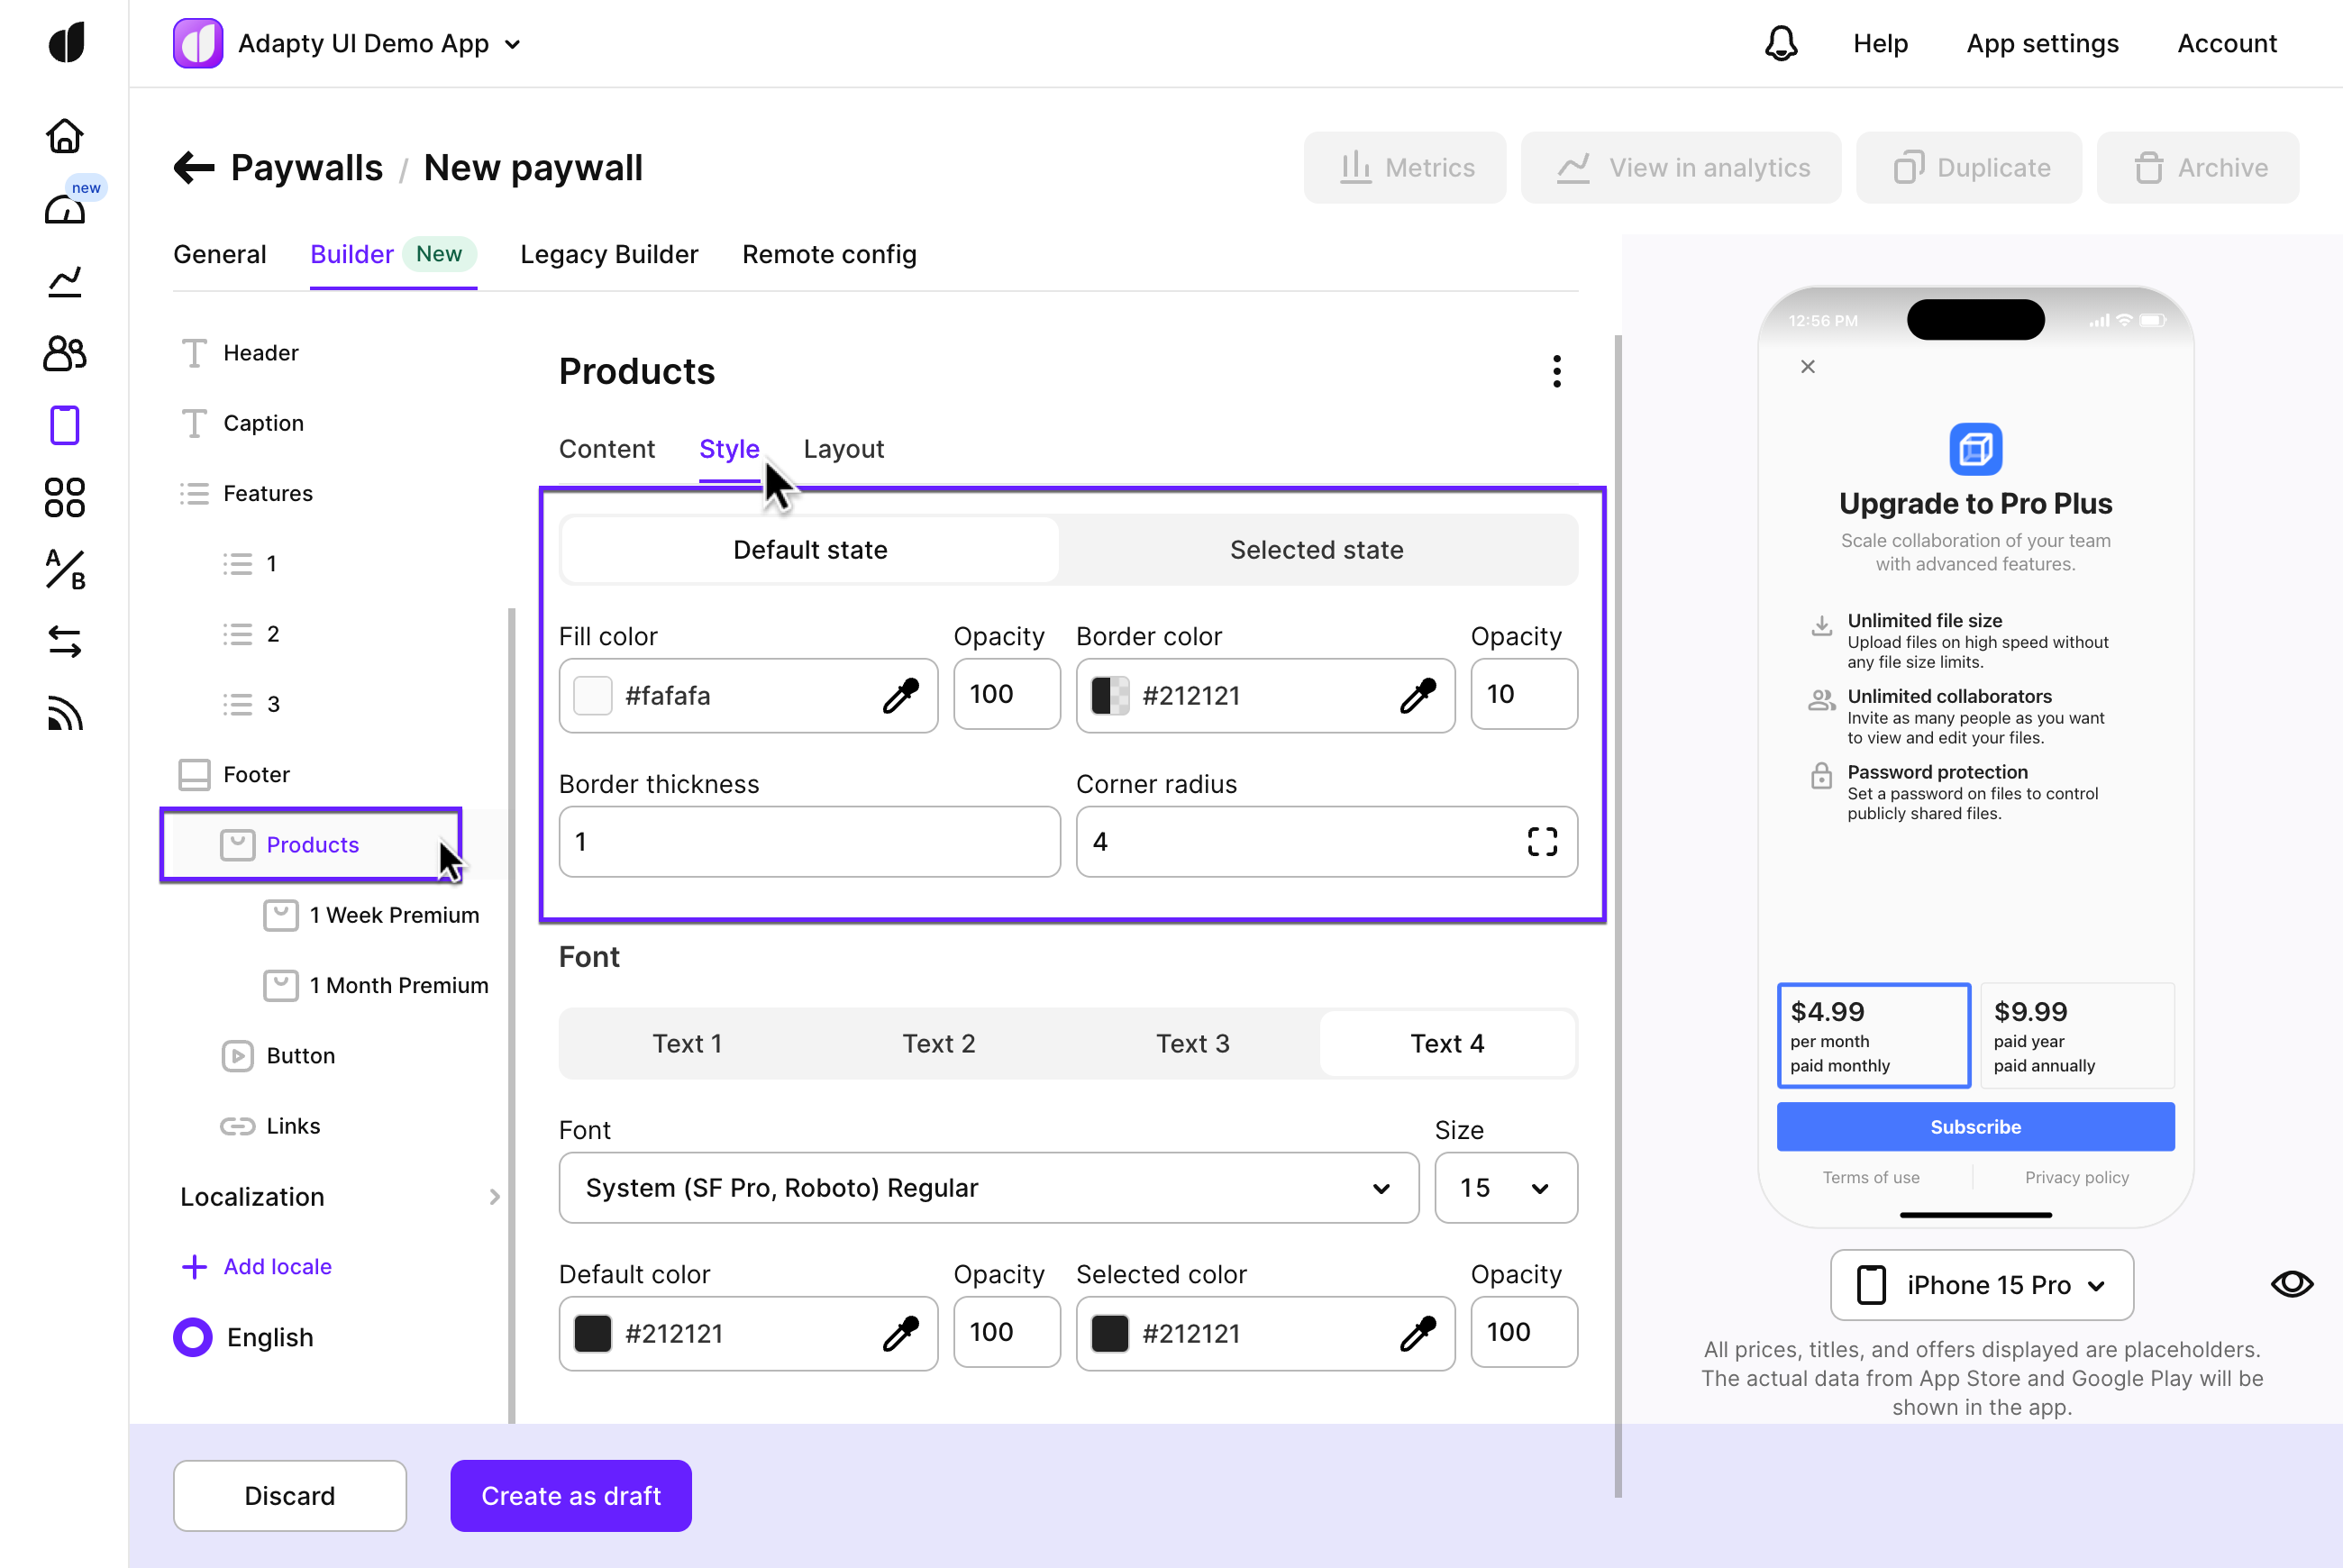 Adapty UI Demo App
Help
App settings
Account
new
Paywalls / New paywall
Metrics
View in analytics
Duplicate
Archive
General
Builder New
Legacy Builder
Remote config
Header
Caption
Features
1
2
3
Footer
Products
1 Week Premium
1 Month Premium
Button
Links
Localization
Add locale
English
A/B
Products
Content
Style
Layout
Default state
Selected state
Fill color
Opacity
Border color
Opacity
#fafafa
100
#212121
10
Border thickness
Corner radius
1
4
Font
Text 1
Text 2
Text 3
Text 4
Font
Size
System (SF Pro, Roboto) Regular
15
Default color
Opacity
Selected color
Opacity
#212121
100
#212121
100
12:56 PM
Upgrade to Pro Plus
Scale collaboration of your team
with advanced features.
Unlimited file size
Upload files on high speed without
any file size limits.
Unlimited collaborators
Invite as many people as you want
to view and edit your files.
Password protection
Set a password on files to control
publicly shared files.
$4.99
per month
paid monthly
$9.99
paid year
paid annually
Subscribe
Terms of use
Privacy policy
iPhone 15 Pro
All prices, titles, and offers displayed are placeholders.
The actual data from App Store and Google Play will be
shown in the app.
Discard
Create as draft